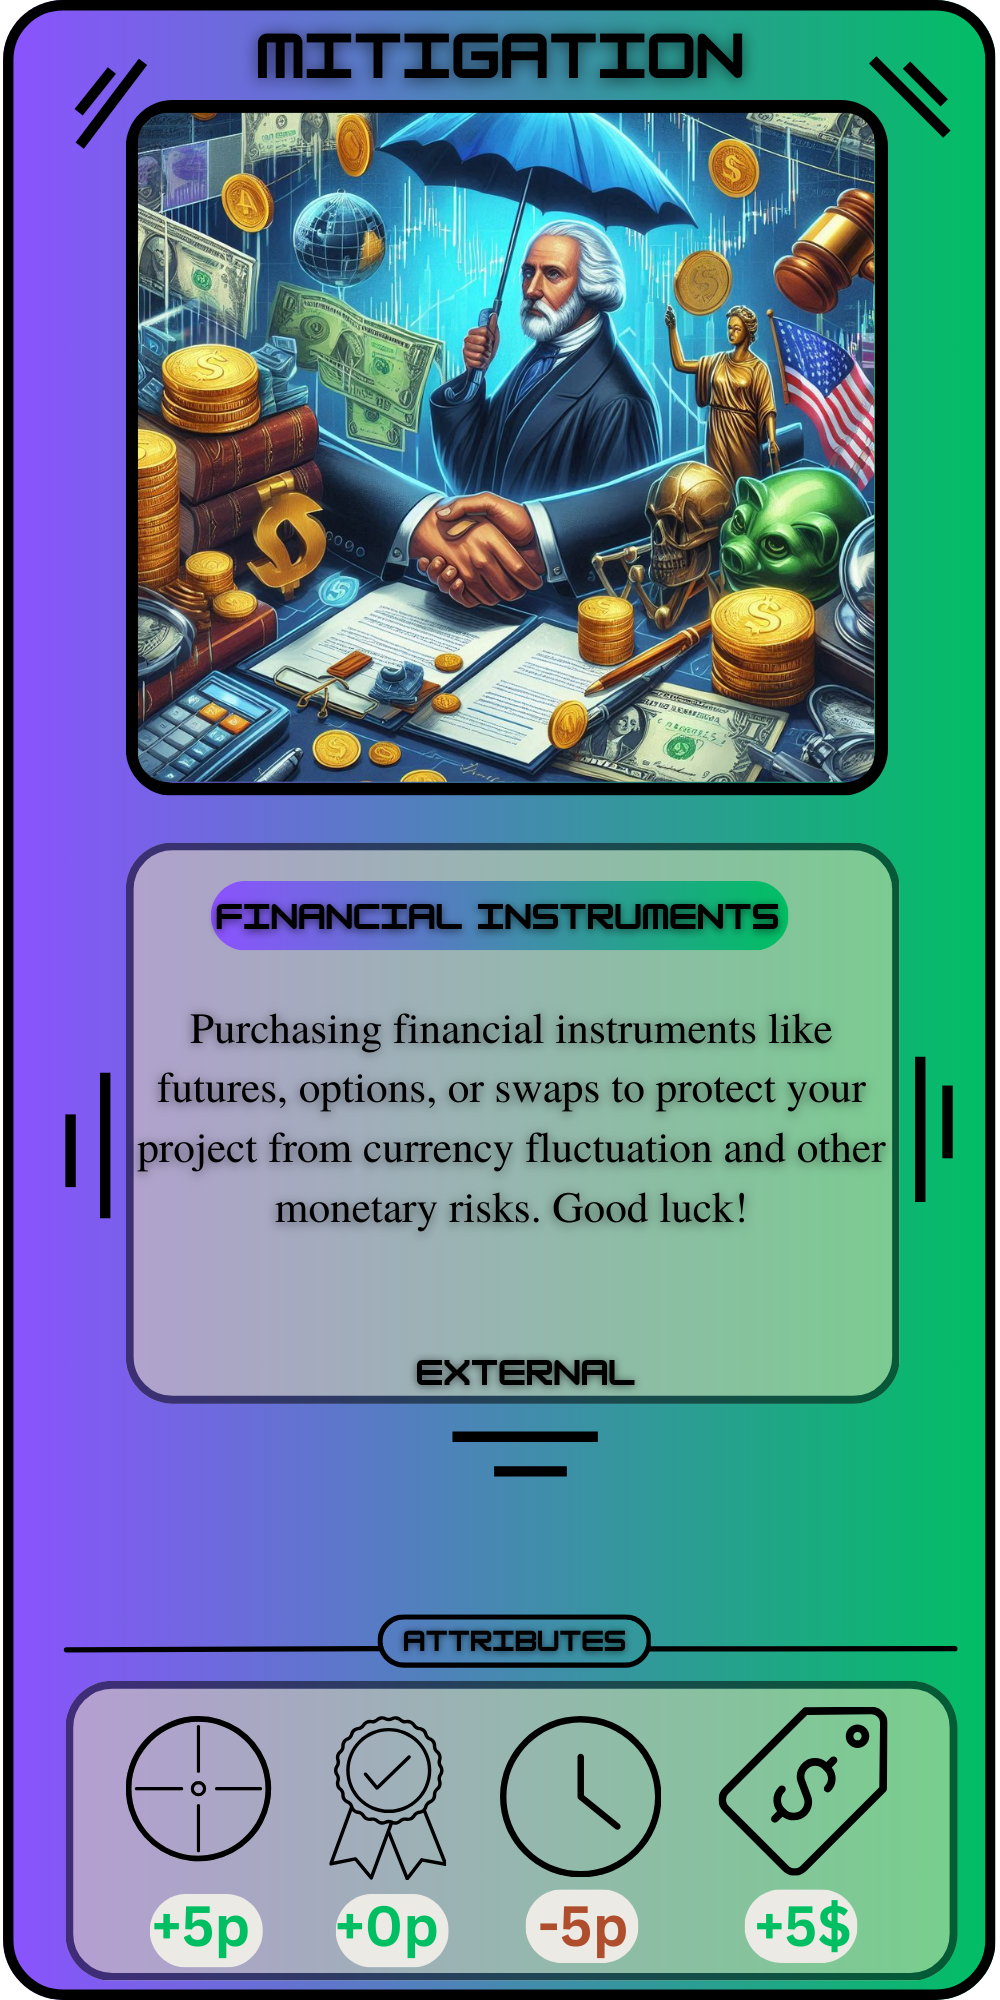 MITIGATION
FINANCIAL INSTRUMENTS
Purchasing financial instruments like
futures, options, or swaps to protect your
project from currency fluctuation and other
monetary risks. Good luck!
EXTERNAL
ATTRIBUTES
+5p +0p -5p +5$